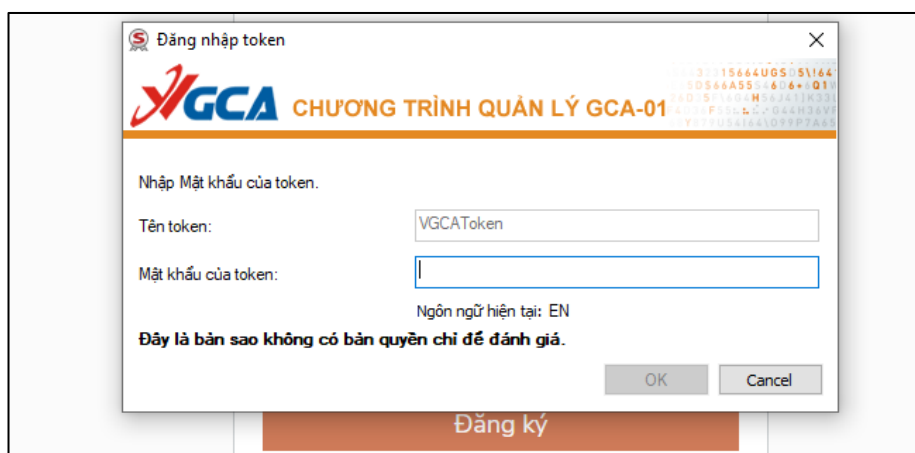 Đăng nhập token
VGCA CHƯƠNG TRÌNH QUẢN LÝ GCA-01
Nhập Mật khẩu của token.
Tên token: VGCAToken
Mật khẩu của token:
Ngôn ngữ hiện tại: EN
Đây là bản sao không có bản quyền chỉ để đánh giá.
OK Cancel
Đăng ký